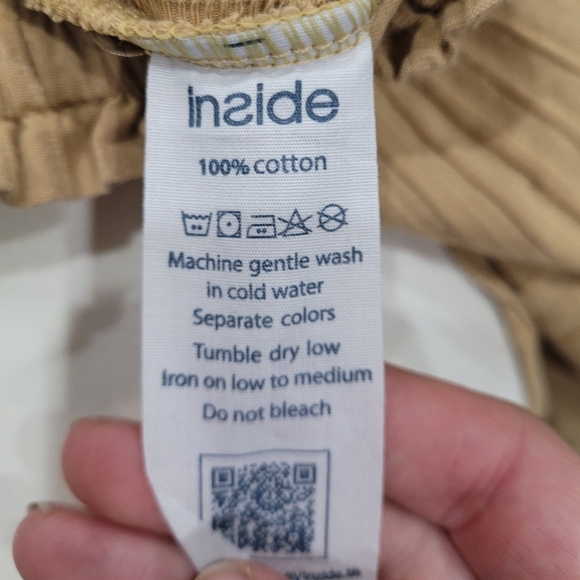 inside
100% cotton
Machine gentle wash
in cold water
Separate colors
Tumble dry low
Iron on low to medium
Do not bleach